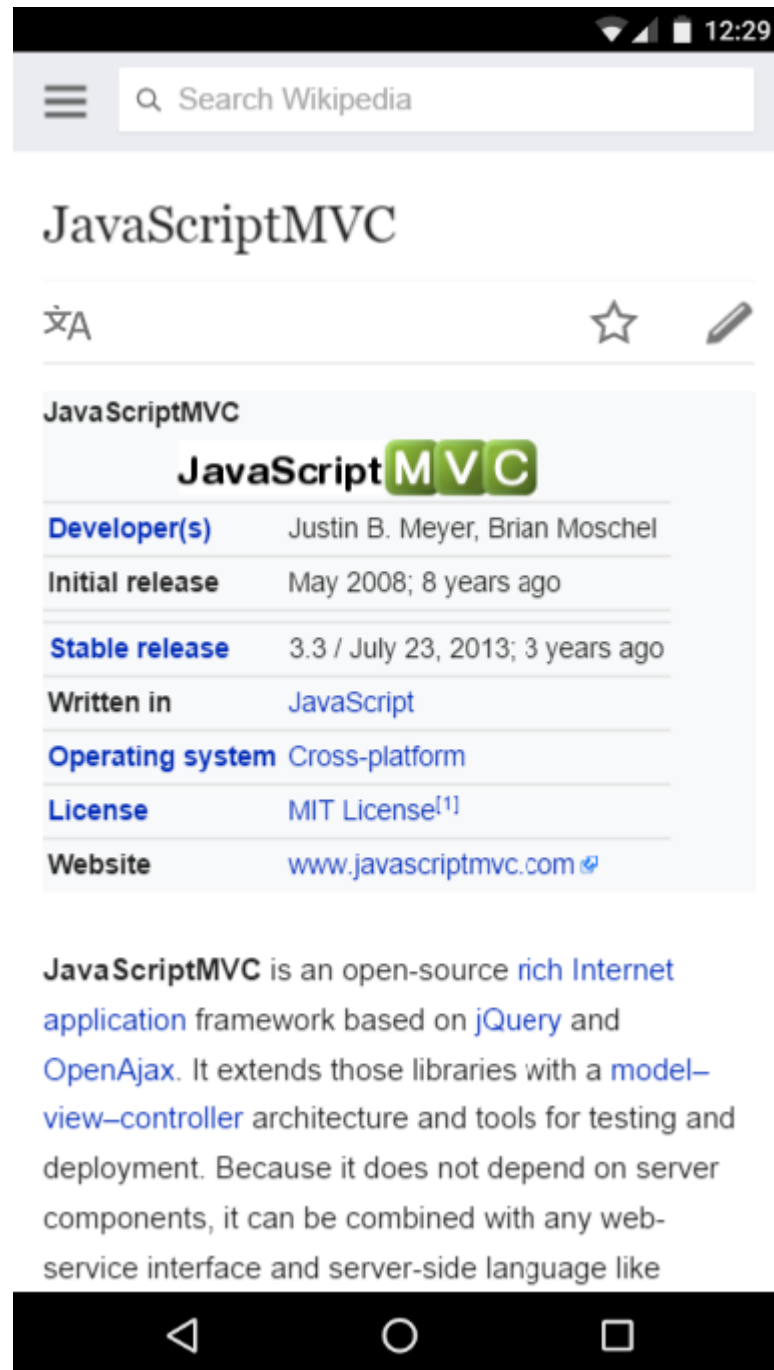 12:29
Search Wikipedia
JavaScriptMVC
文A
JavaScriptMVC
JavaScript MVC
Developer(s) Justin B. Meyer, Brian Moschel
Initial release May 2008; 8 years ago
Stable release 3.3 / July 23, 2013; 3 years ago
Written in JavaScript
Operating system Cross-platform
License MIT License[1]
Website www.javascriptmvc.com
JavaScriptMVC is an open-source rich Internet
application framework based on jQuery and
OpenAjax. It extends those libraries with a model–
view–controller architecture and tools for testing and
deployment. Because it does not depend on server
components, it can be combined with any web-
service interface and server-side language like